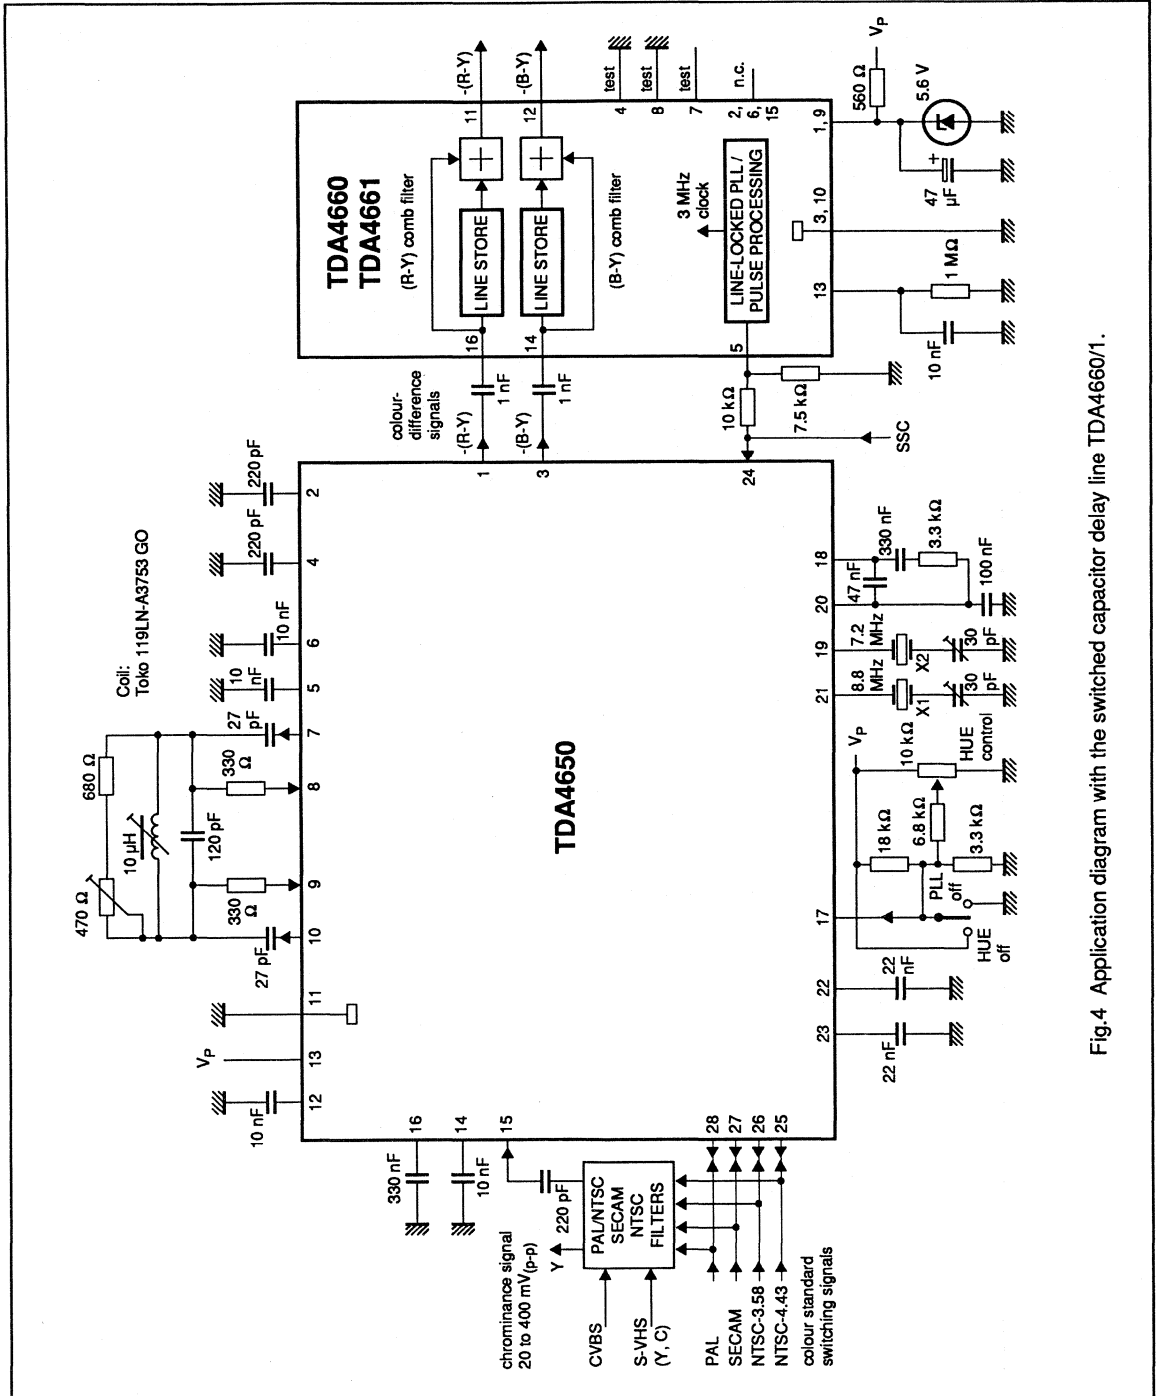 Coil:
Toko 119LN-A3753 GO
680 Ω
470 Ω
10 µH
120 pF
330
Ω
330
Ω
27
pF
27 pF
10
nF
10 nF
220 pF
220 pF
10 nF
VP
12
13
11
10
9
8
7
5
6
4
2
TDA4650
330 nF
16
10 nF
14
15
220 pF
chrominance signal
20 to 400 mV(p-p)
Y
PAL/NTSC
SECAM
NTSC
FILTERS
CVBS
S-VHS
(Y, C)
PAL
SECAM
NTSC-3.58
NTSC-4.43
colour standard
switching signals
28
27
26
25
23
22
17
21
19
20
18
22 nF
22
nF
HUE
off
PLL
off
18 kΩ
6.8 kΩ
3.3 kΩ
VP
10 kΩ
HUE
control
8.8
MHz
X1
30
pF
7.2
MHz
X2
30
pF
47 nF
330 nF
3.3 kΩ
100 nF
1
3
24
colour-
difference
signals
-(R-Y)
1 nF
-(B-Y)
1 nF
10 kΩ
7.5 kΩ
SSC
TDA4660
TDA4661
(R-Y) comb filter
LINE STORE
LINE STORE
(B-Y) comb filter
3 MHz
clock
LINE-LOCKED PLL /
PULSE PROCESSING
16
14
5
11
-(R-Y)
12
-(B-Y)
4
test
8
test
7
test
2,
6,
15
n.c.
13
3, 10
1, 9
10 nF
1 MΩ
47
µF
+
560 Ω
VP
5.6 V
Fig.4 Application diagram with the switched capacitor delay line TDA4660/1.